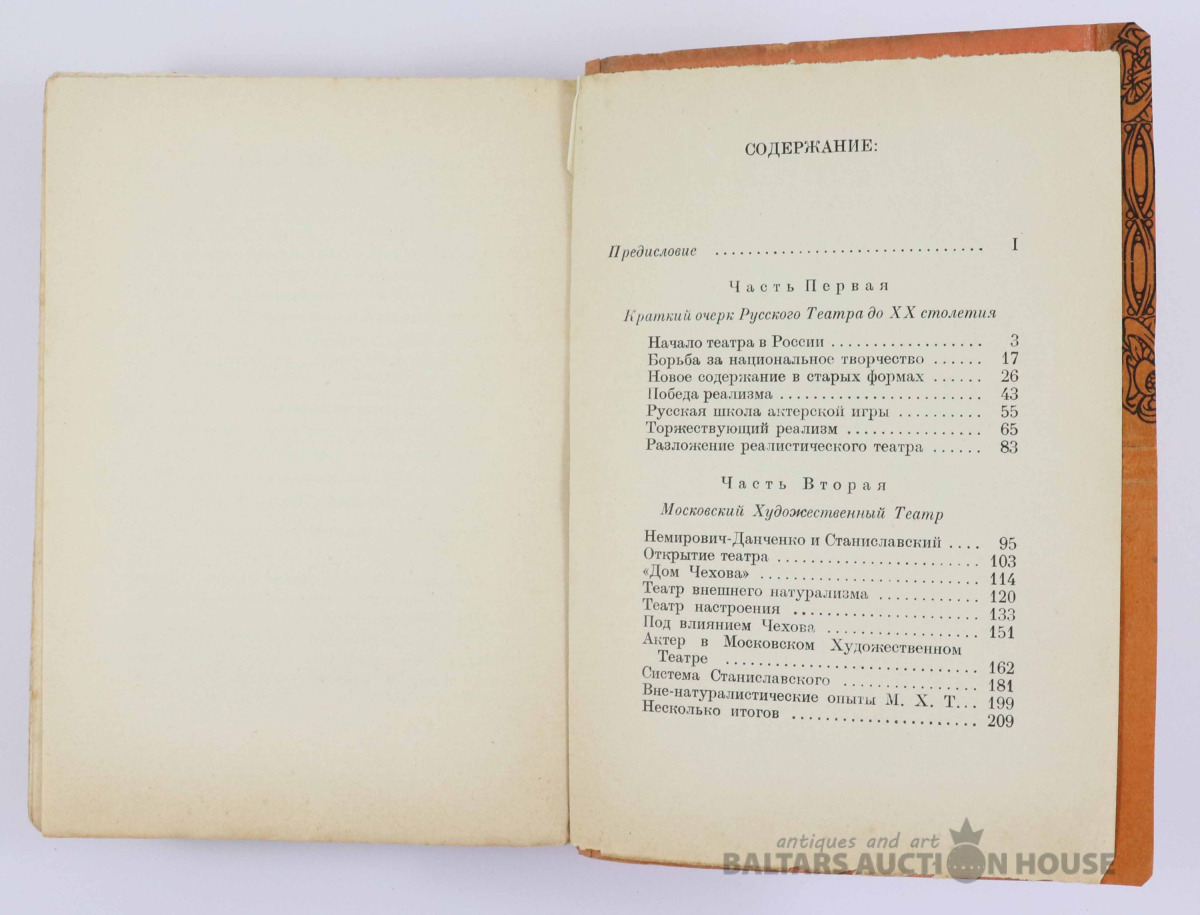 СОДЕРЖАНИЕ:
Предисловие ................................ I
Часть Первая
Краткий очерк Русского Театра до XX столетия
Начало театра в России .................. 3
Борьба за национальное творчество ...... 17
Новое содержание в старых формах ...... 26
Победа реализма ........................ 43
Русская школа актерской игры .......... 55
Торжествующий реализм ................ 65
Разложение реалистического театра ...... 83
Часть Вторая
Московский Художественный Театр
Немирович-Данченко и Станиславский .... 95
Открытие театра ........................ 103
«Дом Чехова» .......................... 114
Театр внешнего натурализма ............ 120
Театр настроения ...................... 133
Под влиянием Чехова .................. 151
Актер в Московском Художественном
Театре .............................. 162
Система Станиславского ................ 181
Вне-натуралистические опыты М. Х. Т... 199
Несколько итогов ...................... 209
antiques and art
BALTARS AUCTION HOUSE